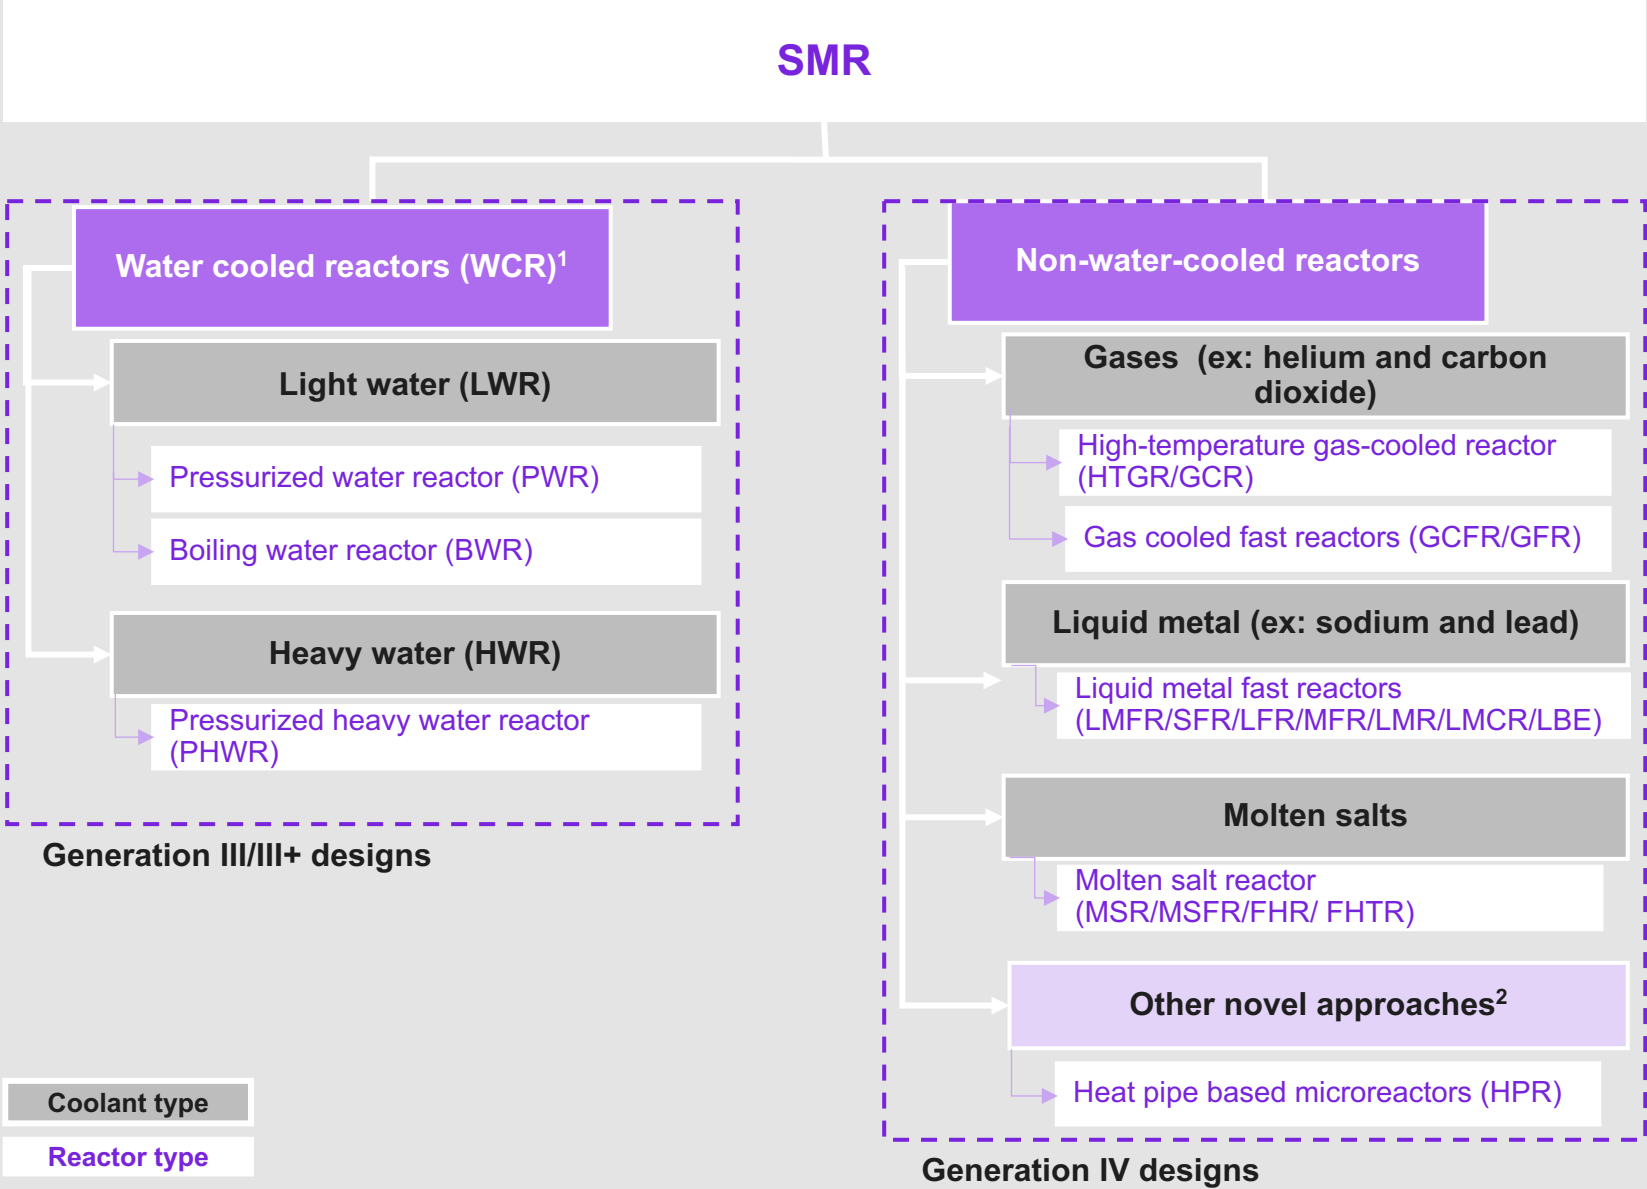 SMR
Water cooled reactors (WCR)¹
Light water (LWR)
Pressurized water reactor (PWR)
Boiling water reactor (BWR)
Heavy water (HWR)
Pressurized heavy water reactor
(PHWR)
Generation III/III+ designs
Non-water-cooled reactors
Gases  (ex: helium and carbon
dioxide)
High-temperature gas-cooled reactor
(HTGR/GCR)
Gas cooled fast reactors (GCFR/GFR)
Liquid metal (ex: sodium and lead)
Liquid metal fast reactors
(LMFR/SFR/LFR/MFR/LMR/LMCR/LBE)
Molten salts
Molten salt reactor
(MSR/MSFR/FHR/ FHTR)
Other novel approaches²
Heat pipe based microreactors (HPR)
Generation IV designs
Coolant type
Reactor type